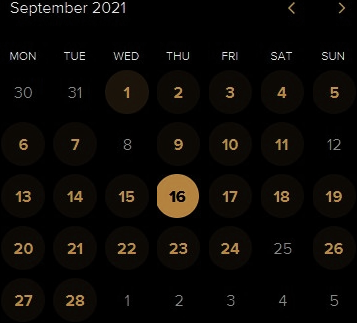 September 2021
MON TUE WED THU FRI SAT SUN
30 31 1 2 3 4 5
6 7 8 9 10 11 12
13 14 15 16 17 18 19
20 21 22 23 24 25 26
27 28 1 2 3 4 5